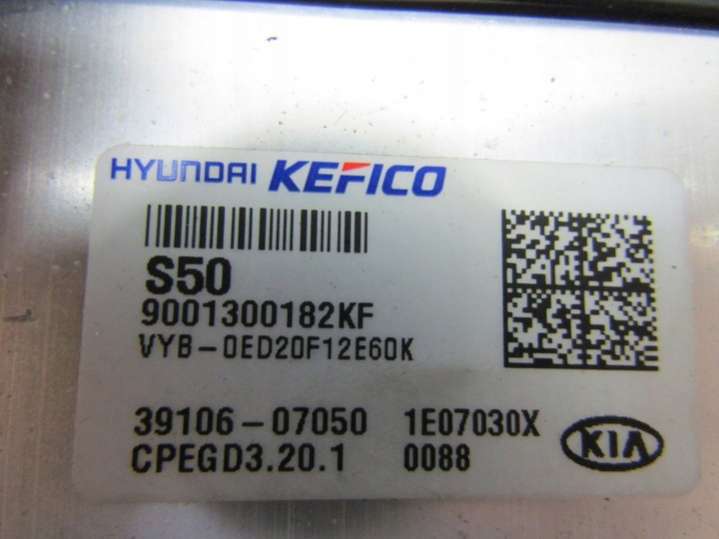 HYUNDAI KEFICO
S50
9001300182KF
VYB-0ED20F12E60K
39106-07050 1E07030X
CPEGD3.20.1 0088
KIA